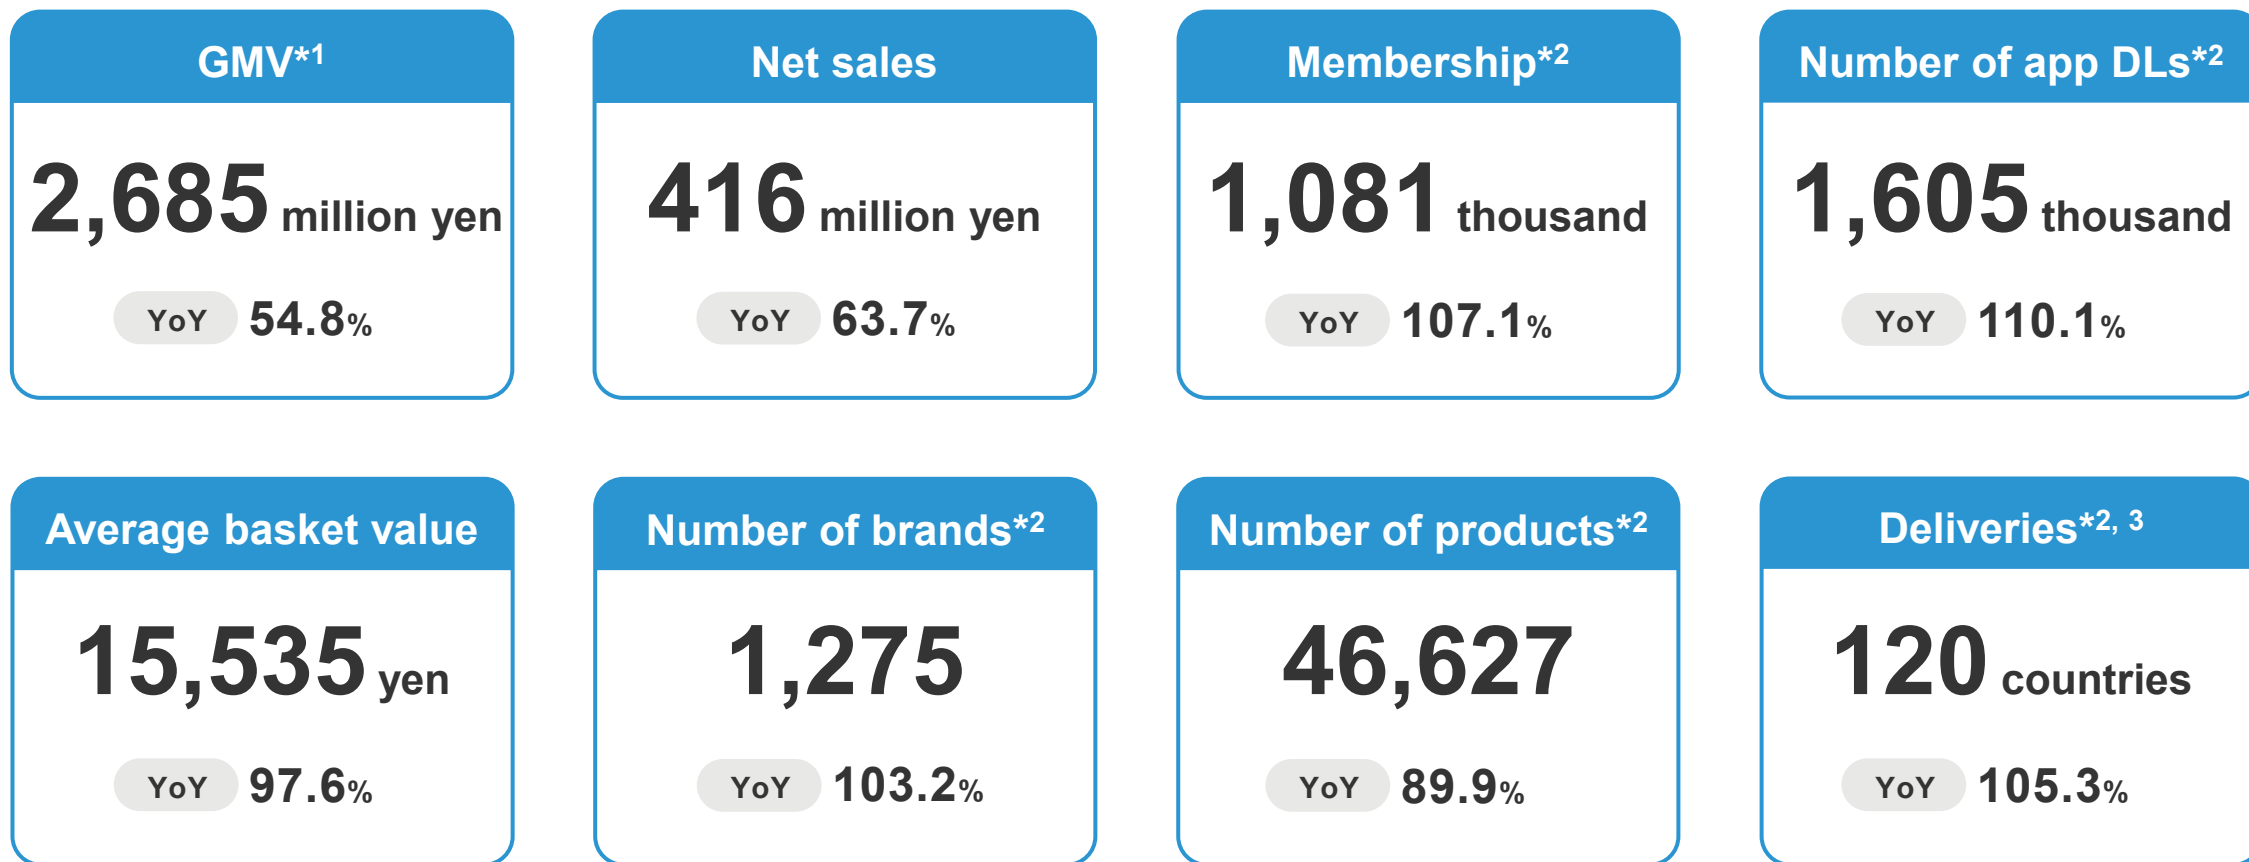 GMV*1
2,685 million yen
YoY 54.8%
Net sales
416 million yen
YoY 63.7%
Membership*2
1,081 thousand
YoY 107.1%
Number of app DLs*2
1,605 thousand
YoY 110.1%
Average basket value
15,535 yen
YoY 97.6%
Number of brands*2
1,275
YoY 103.2%
Number of products*2
46,627
YoY 89.9%
Deliveries*2, 3
120 countries
YoY 105.3%